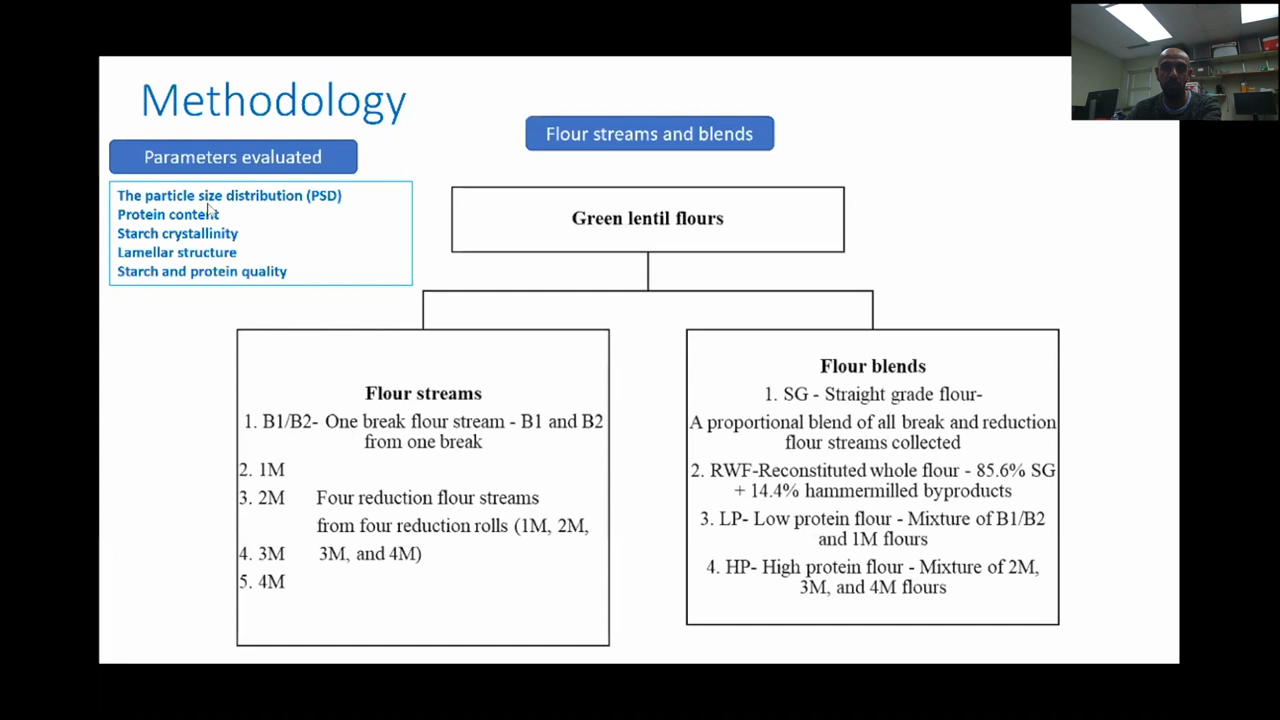 Methodology
Flour streams and blends
Parameters evaluated
The particle size distribution (PSD)
Protein content
Starch crystallinity
Lamellar structure
Starch and protein quality
Green lentil flours
Flour streams
1. B1/B2- One break flour stream - B1 and B2
from one break
2. 1M
3. 2M Four reduction flour streams
from four reduction rolls (1M, 2M,
4. 3M 3M, and 4M)
5. 4M
Flour blends
1. SG - Straight grade flour-
A proportional blend of all break and reduction
flour streams collected
2. RWF-Reconstituted whole flour - 85.6% SG
+ 14.4% hammermilled byproducts
3. LP- Low protein flour - Mixture of B1/B2
and 1M flours
4. HP- High protein flour - Mixture of 2M,
3M, and 4M flours